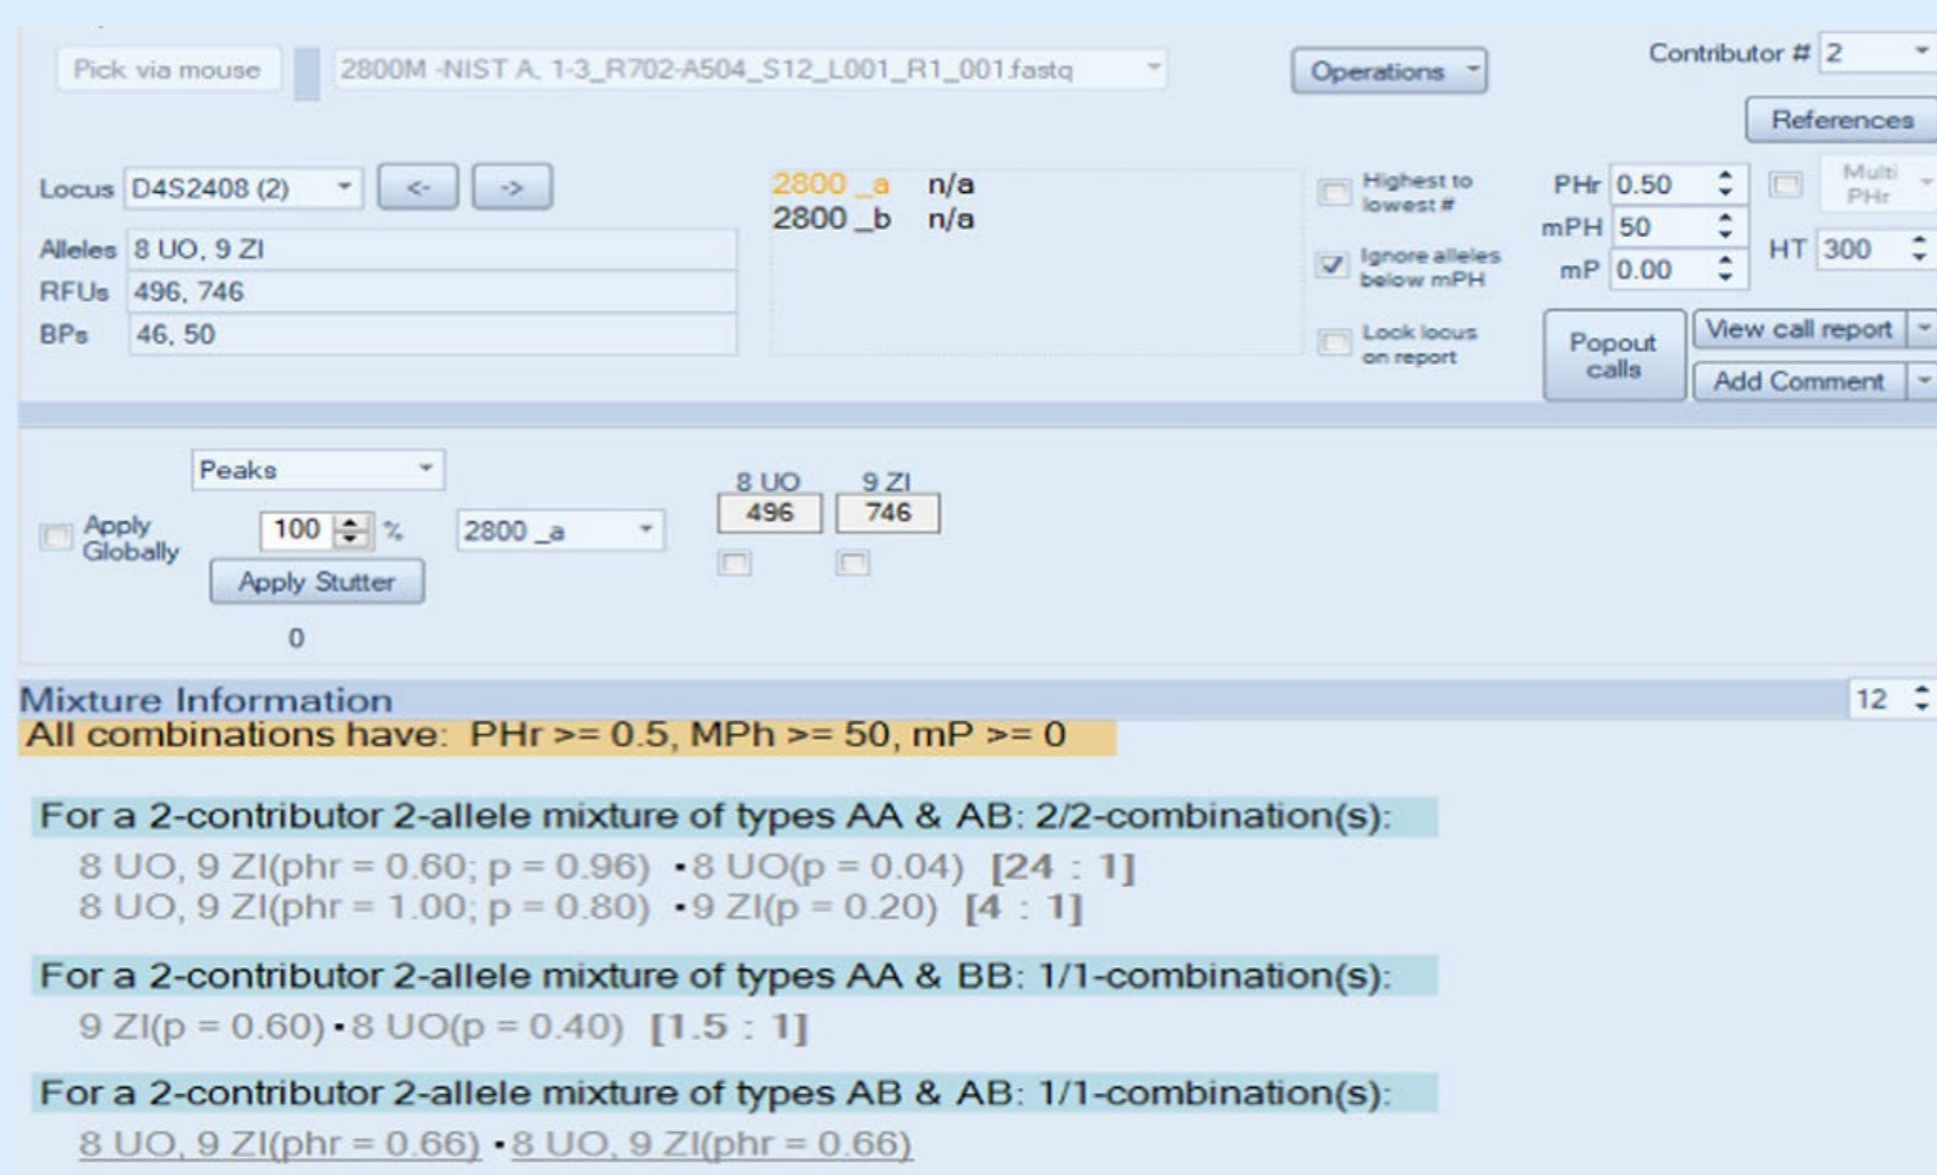 Pick via mouse 2800M -NIST A, 1-3_R702-A504_S12_L001_R1_001.fastq Operations Contributor # 2
References
Locus D4S2408 (2) <- -> 2800 _a n/a Highest to lowest # PHr 0.50 Multi PHr
2800 _b n/a mPH 50
Alleles 8 UO, 9 ZI Ignore alleles below mPH mP 0.00 HT 300
RFUs 496, 746
BPs 46, 50 Lock locus on report Popout calls View call report
Add Comment
Peaks 8 UO 9 ZI
Apply Globally 100 % 2800 _a 496 746
Apply Stutter
0
Mixture Information 12
All combinations have: PHr >= 0.5, MPh >= 50, mP >= 0
For a 2-contributor 2-allele mixture of types AA & AB: 2/2-combination(s):
8 UO, 9 ZI(phr = 0.60; p = 0.96) ▪8 UO(p = 0.04) [24 : 1]
8 UO, 9 ZI(phr = 1.00; p = 0.80) ▪9 ZI(p = 0.20) [4 : 1]
For a 2-contributor 2-allele mixture of types AA & BB: 1/1-combination(s):
9 ZI(p = 0.60)▪8 UO(p = 0.40) [1.5 : 1]
For a 2-contributor 2-allele mixture of types AB & AB: 1/1-combination(s):
8 UO, 9 ZI(phr = 0.66) ▪8 UO, 9 ZI(phr = 0.66)